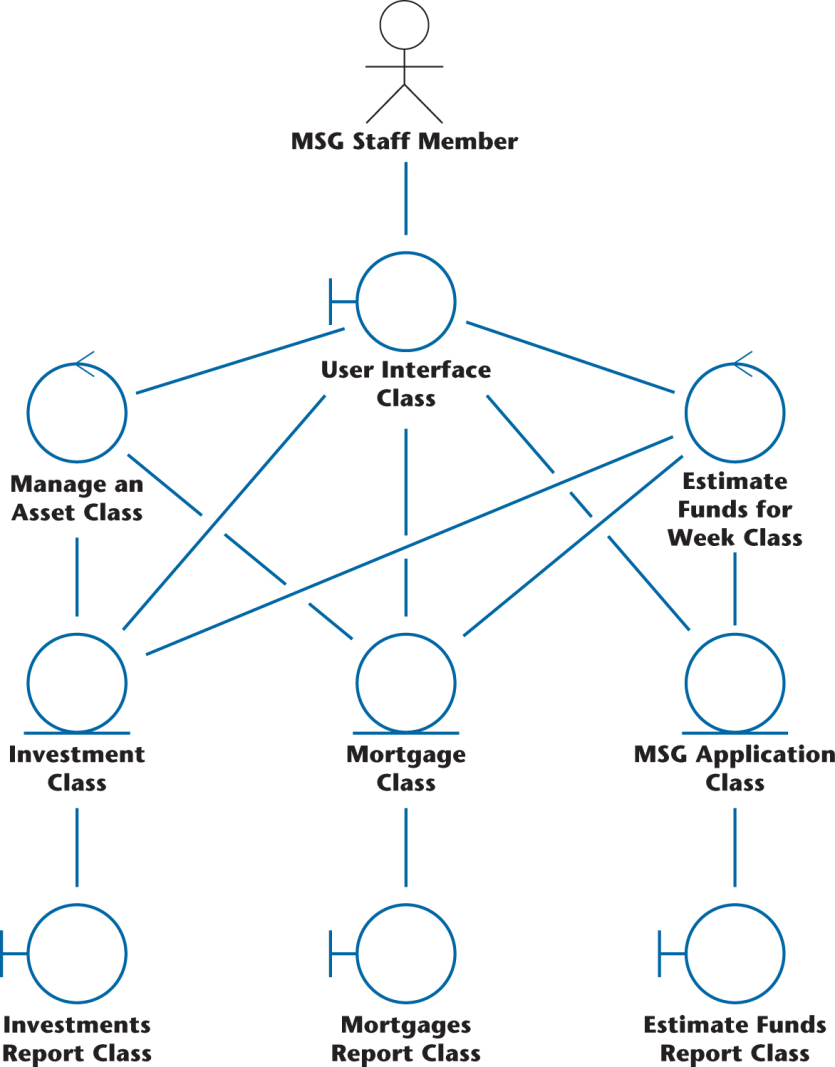 MSG Staff Member
User Interface
Class
Manage an
Asset Class
Estimate
Funds for
Week Class
Investment
Class
Mortgage
Class
MSG Application
Class
Investments
Report Class
Mortgages
Report Class
Estimate Funds
Report Class